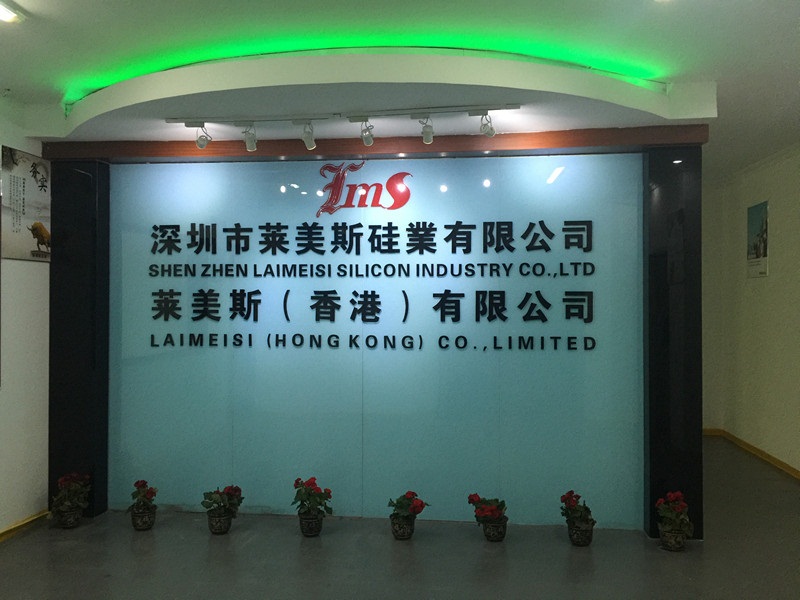 lms
深圳市莱美斯硅業有限公司
SHEN ZHEN LAIMEISI SILICON INDUSTRY CO.,LTD
莱美斯（香港）有限公司
LAIMEISI (HONG KONG) CO.,LIMITED